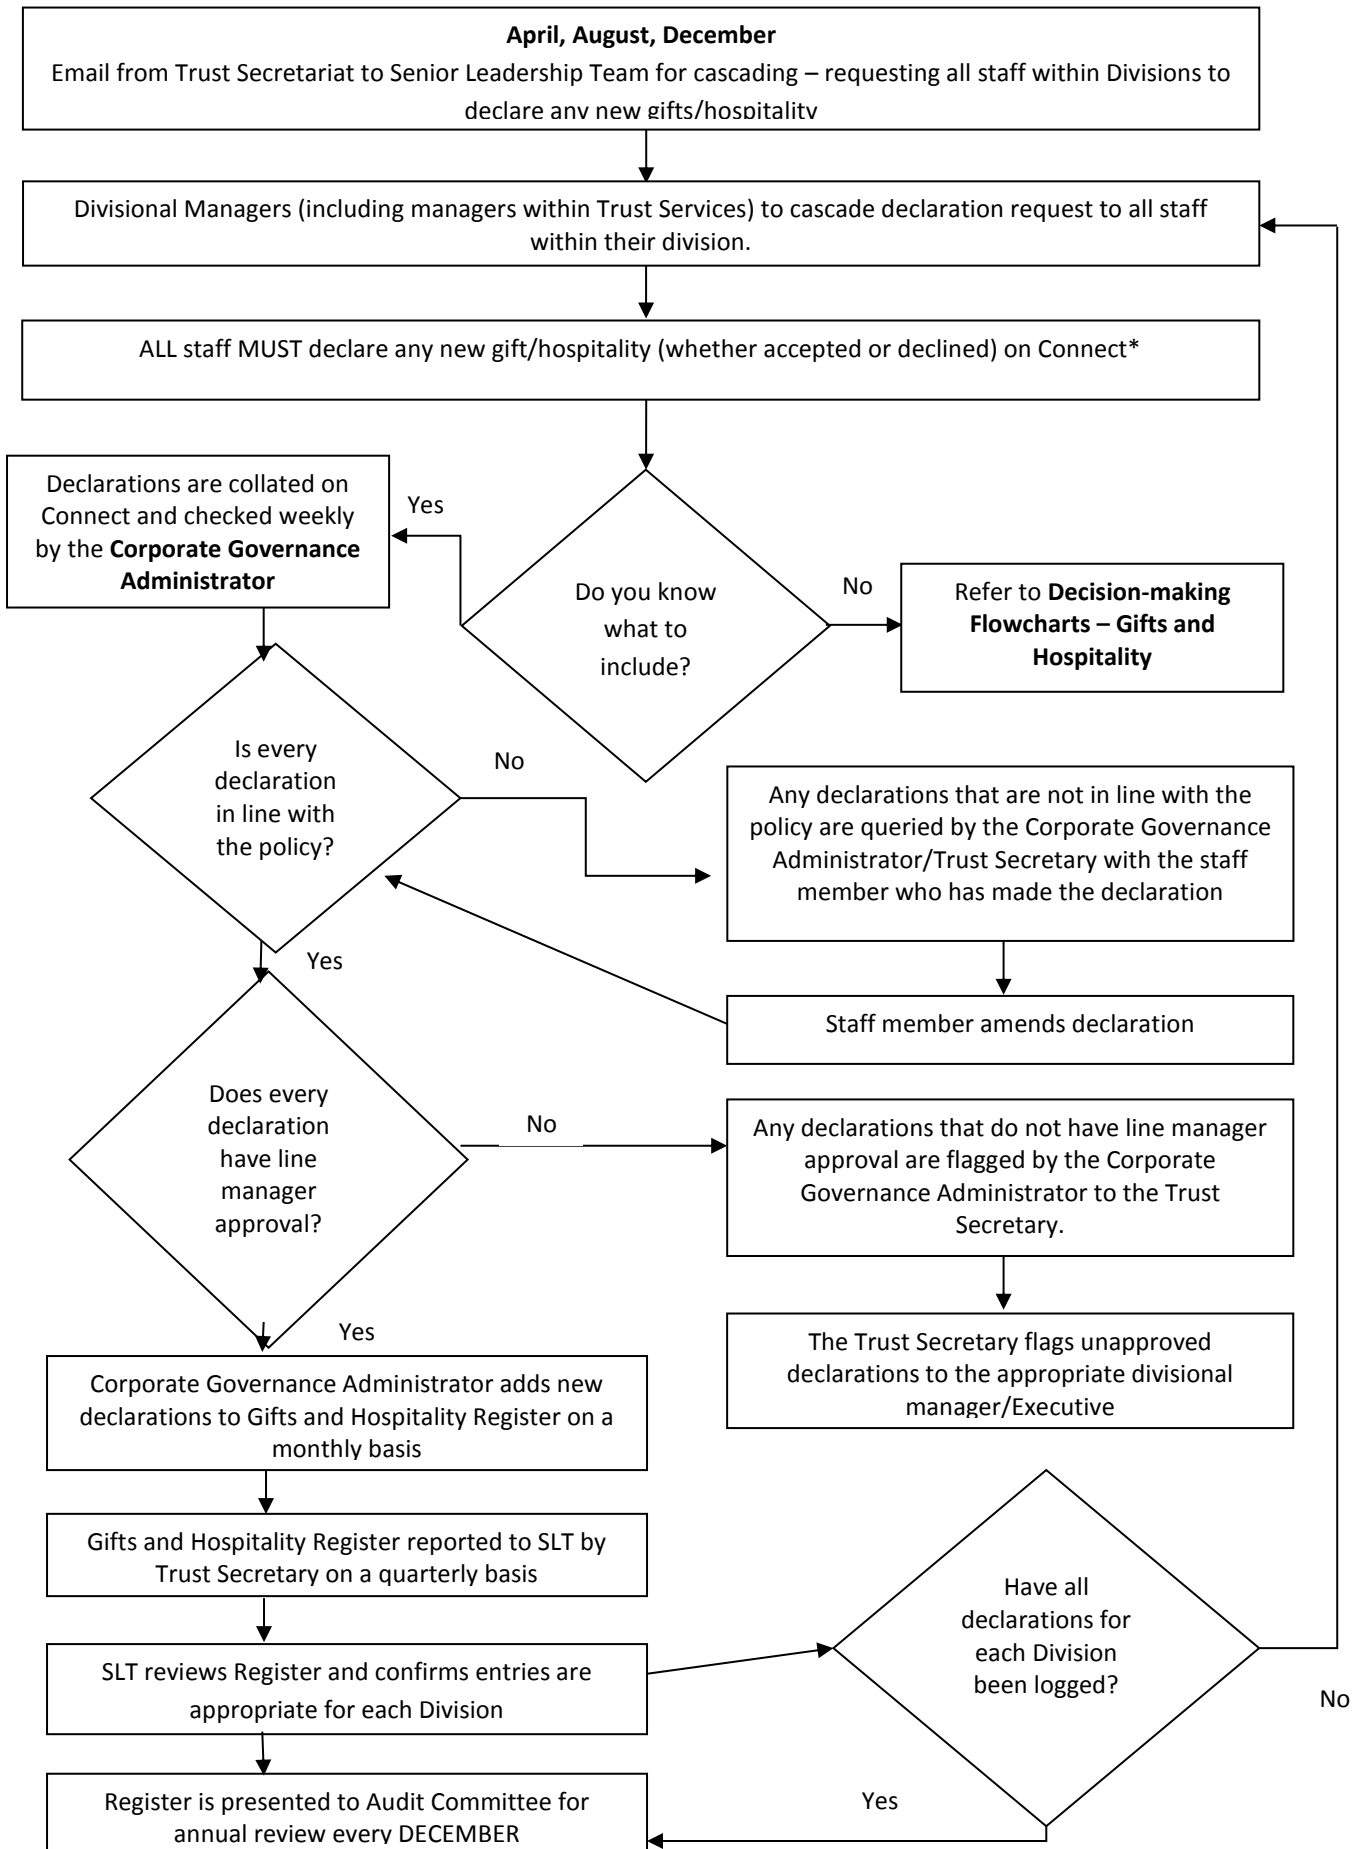 April, August, December
Email from Trust Secretariat to Senior Leadership Team for cascading – requesting all staff within Divisions to
declare any new gifts/hospitality
Divisional Managers (including managers within Trust Services) to cascade declaration request to all staff
within their division.
ALL staff MUST declare any new gift/hospitality (whether accepted or declined) on Connect*
Declarations are collated on
Connect and checked weekly
by the Corporate Governance
Administrator
Yes
Do you know
what to
include?
No
Refer to Decision-making
Flowcharts – Gifts and
Hospitality
Is every
declaration
in line with
the policy?
No
Any declarations that are not in line with the
policy are queried by the Corporate Governance
Administrator/Trust Secretary with the staff
member who has made the declaration
Yes
Staff member amends declaration
Does every
declaration
have line
manager
approval?
No
Any declarations that do not have line manager
approval are flagged by the Corporate
Governance Administrator to the Trust
Secretary.
Yes
The Trust Secretary flags unapproved
declarations to the appropriate divisional
manager/Executive
Corporate Governance Administrator adds new
declarations to Gifts and Hospitality Register on a
monthly basis
Gifts and Hospitality Register reported to SLT by
Trust Secretary on a quarterly basis
SLT reviews Register and confirms entries are
appropriate for each Division
Have all
declarations for
each Division
been logged?
No
Yes
Register is presented to Audit Committee for
annual review every DECEMBER